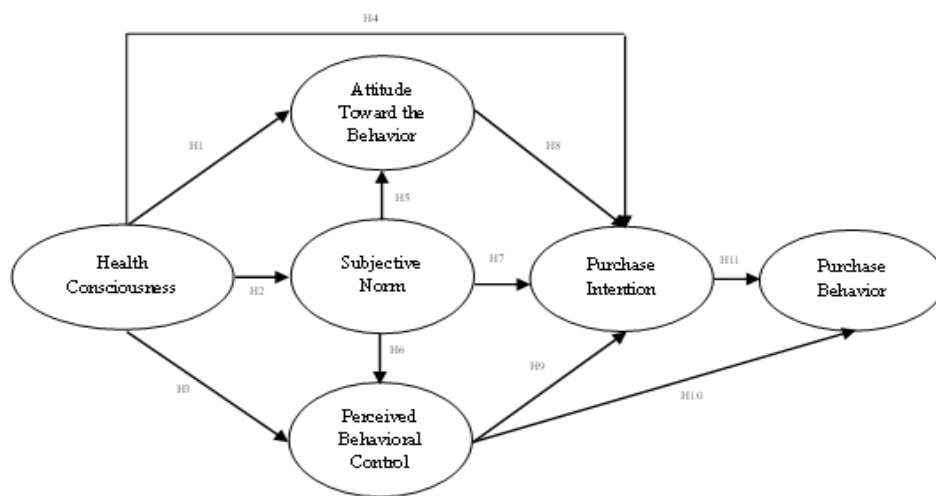 H4
Attitude
Toward the
Behavior
H1
H8
H5
Health
Consciousness
H2
Subjective
Norm
H7
Purchase
Intention
H11
Purchase
Behavior
H6
H3
H9
H10
Perceived
Behavioral
Control